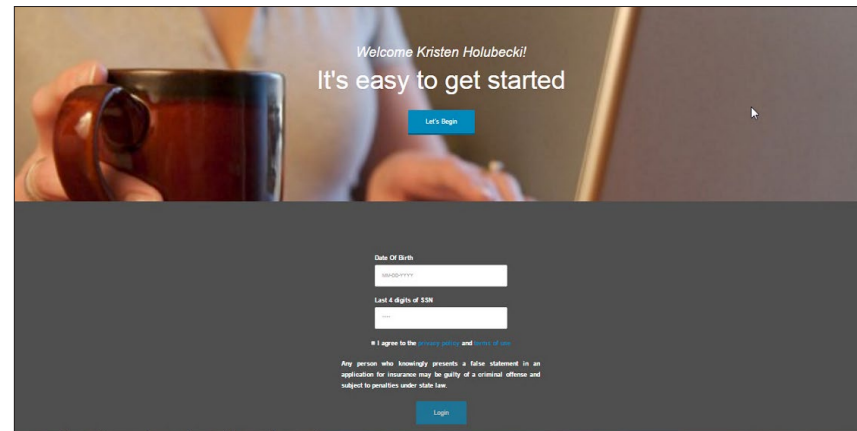 Welcome Kristen Holubecki!
It's easy to get started
Let's Begin
Date Of Birth
MM-DD-YYYY
Last 4 digits of SSN
----
I agree to the privacy policy and terms of use
Any person who knowingly presents a false statement in an
application for insurance may be guilty of a criminal offense and
subject to penalties under state law.
Login